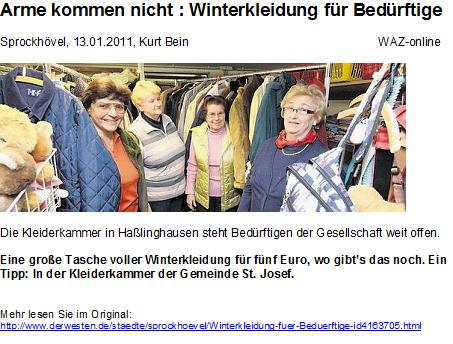 Arme kommen nicht : Winterkleidung für Bedürftige
Sprockhövel, 13.01.2011, Kurt Bein WAZ-online
Die Kleiderkammer in Haßlinghausen steht Bedürftigen der Gesellschaft weit offen.
Eine große Tasche voller Winterkleidung für fünf Euro, wo gibt's das noch. Ein
Tipp: In der Kleiderkammer der Gemeinde St. Josef.
Mehr lesen Sie im Original:
http://www.derwesten.de/staedte/sprockhoevel/Winterkleidung-fuer-Beduerftige-id4163705.html